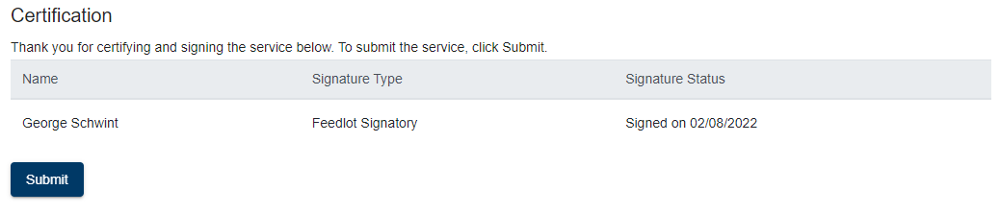 Certification
Thank you for certifying and signing the service below. To submit the service, click Submit.
Name Signature Type Signature Status
George Schwint Feedlot Signatory Signed on 02/08/2022
Submit